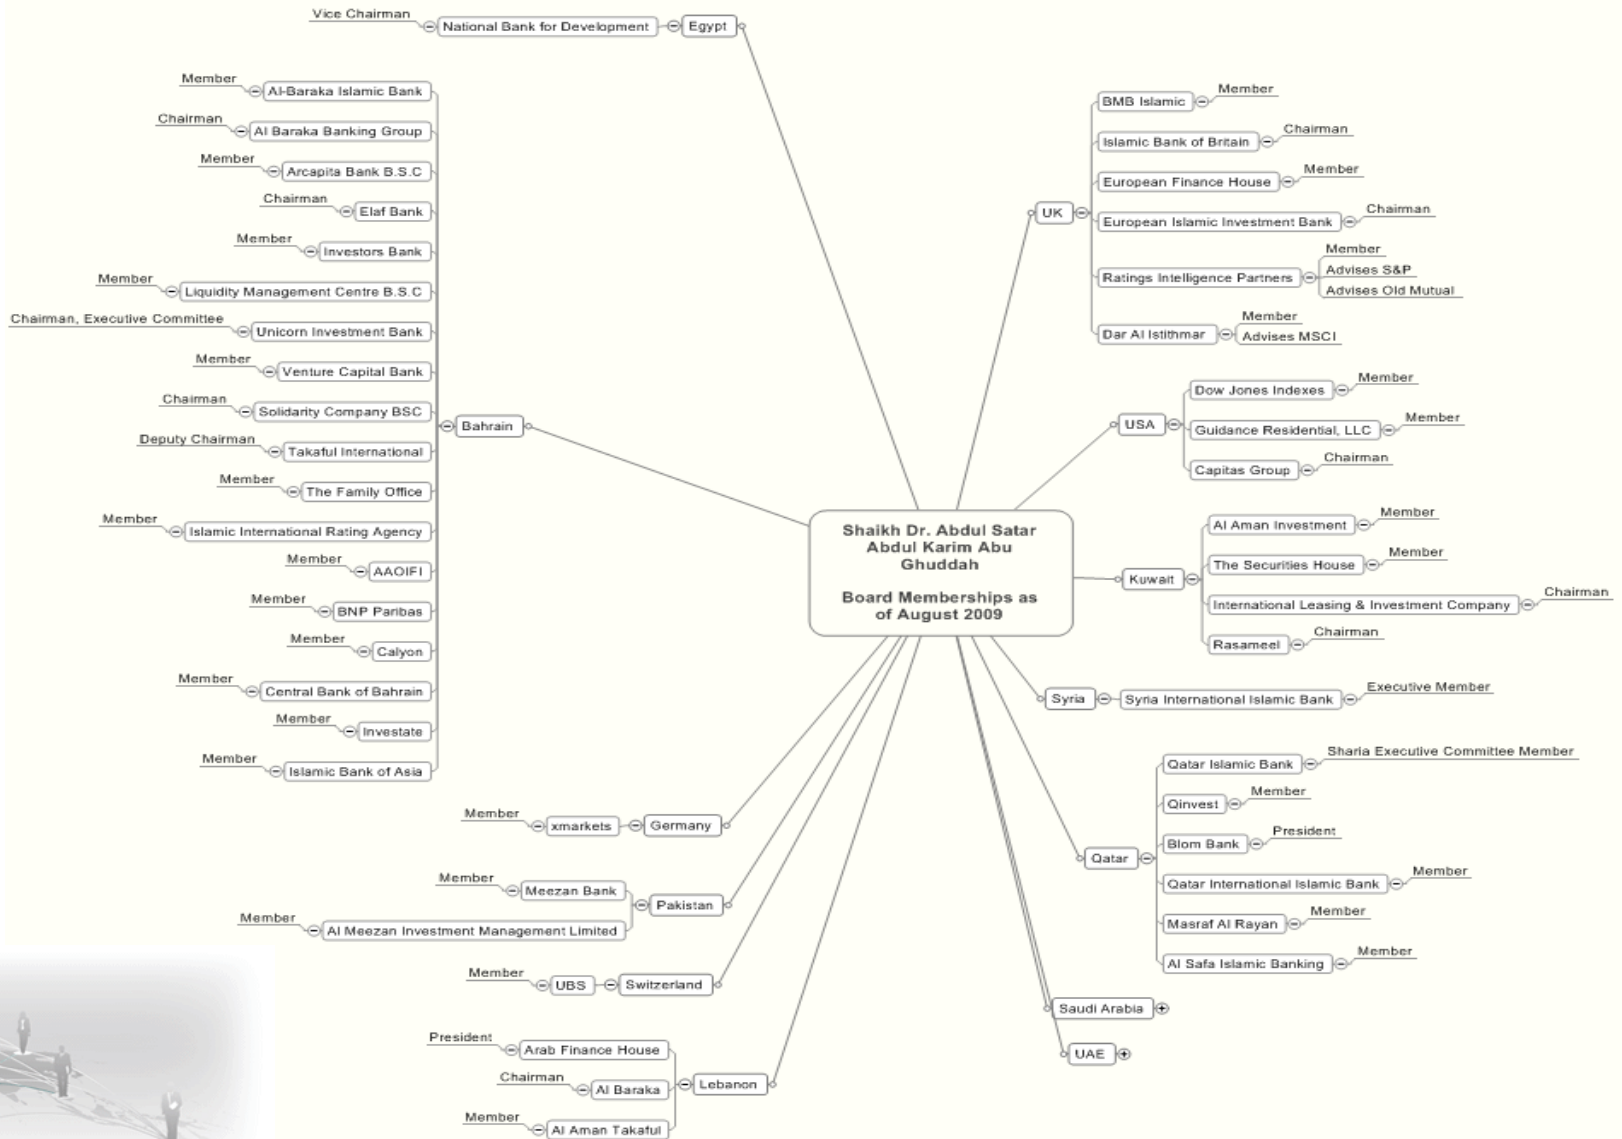 Shaikh Dr. Abdul Satar
Abdul Karim Abu
Ghuddah
Board Memberships as
of August 2009
Egypt
National Bank for Development
Vice Chairman
Bahrain
Al-Baraka Islamic Bank
Member
Al Baraka Banking Group
Chairman
Arcapita Bank B.S.C
Member
Elaf Bank
Chairman
Investors Bank
Member
Liquidity Management Centre B.S.C
Member
Unicorn Investment Bank
Chairman, Executive Committee
Venture Capital Bank
Member
Solidarity Company BSC
Chairman
Takaful International
Deputy Chairman
The Family Office
Member
Islamic International Rating Agency
Member
AAOIFI
Member
BNP Paribas
Member
Calyon
Member
Central Bank of Bahrain
Member
Investate
Member
Islamic Bank of Asia
Member
Germany
xmarkets
Member
Pakistan
Meezan Bank
Member
Al Meezan Investment Management Limited
Member
Switzerland
UBS
Member
Lebanon
Arab Finance House
President
Al Baraka
Chairman
Al Aman Takaful
Member
UK
BMB Islamic
Member
Islamic Bank of Britain
Chairman
European Finance House
Member
European Islamic Investment Bank
Chairman
Ratings Intelligence Partners
Member
Advises S&P
Advises Old Mutual
Dar Al Istithmar
Member
Advises MSCI
USA
Dow Jones Indexes
Member
Guidance Residential, LLC
Member
Capitas Group
Chairman
Kuwait
Al Aman Investment
Member
The Securities House
Member
International Leasing & Investment Company
Chairman
Rasameel
Chairman
Syria
Syria International Islamic Bank
Executive Member
Qatar
Qatar Islamic Bank
Sharia Executive Committee Member
Qinvest
Member
Blom Bank
President
Qatar International Islamic Bank
Member
Masraf Al Rayan
Member
Al Safa Islamic Banking
Member
Saudi Arabia
UAE